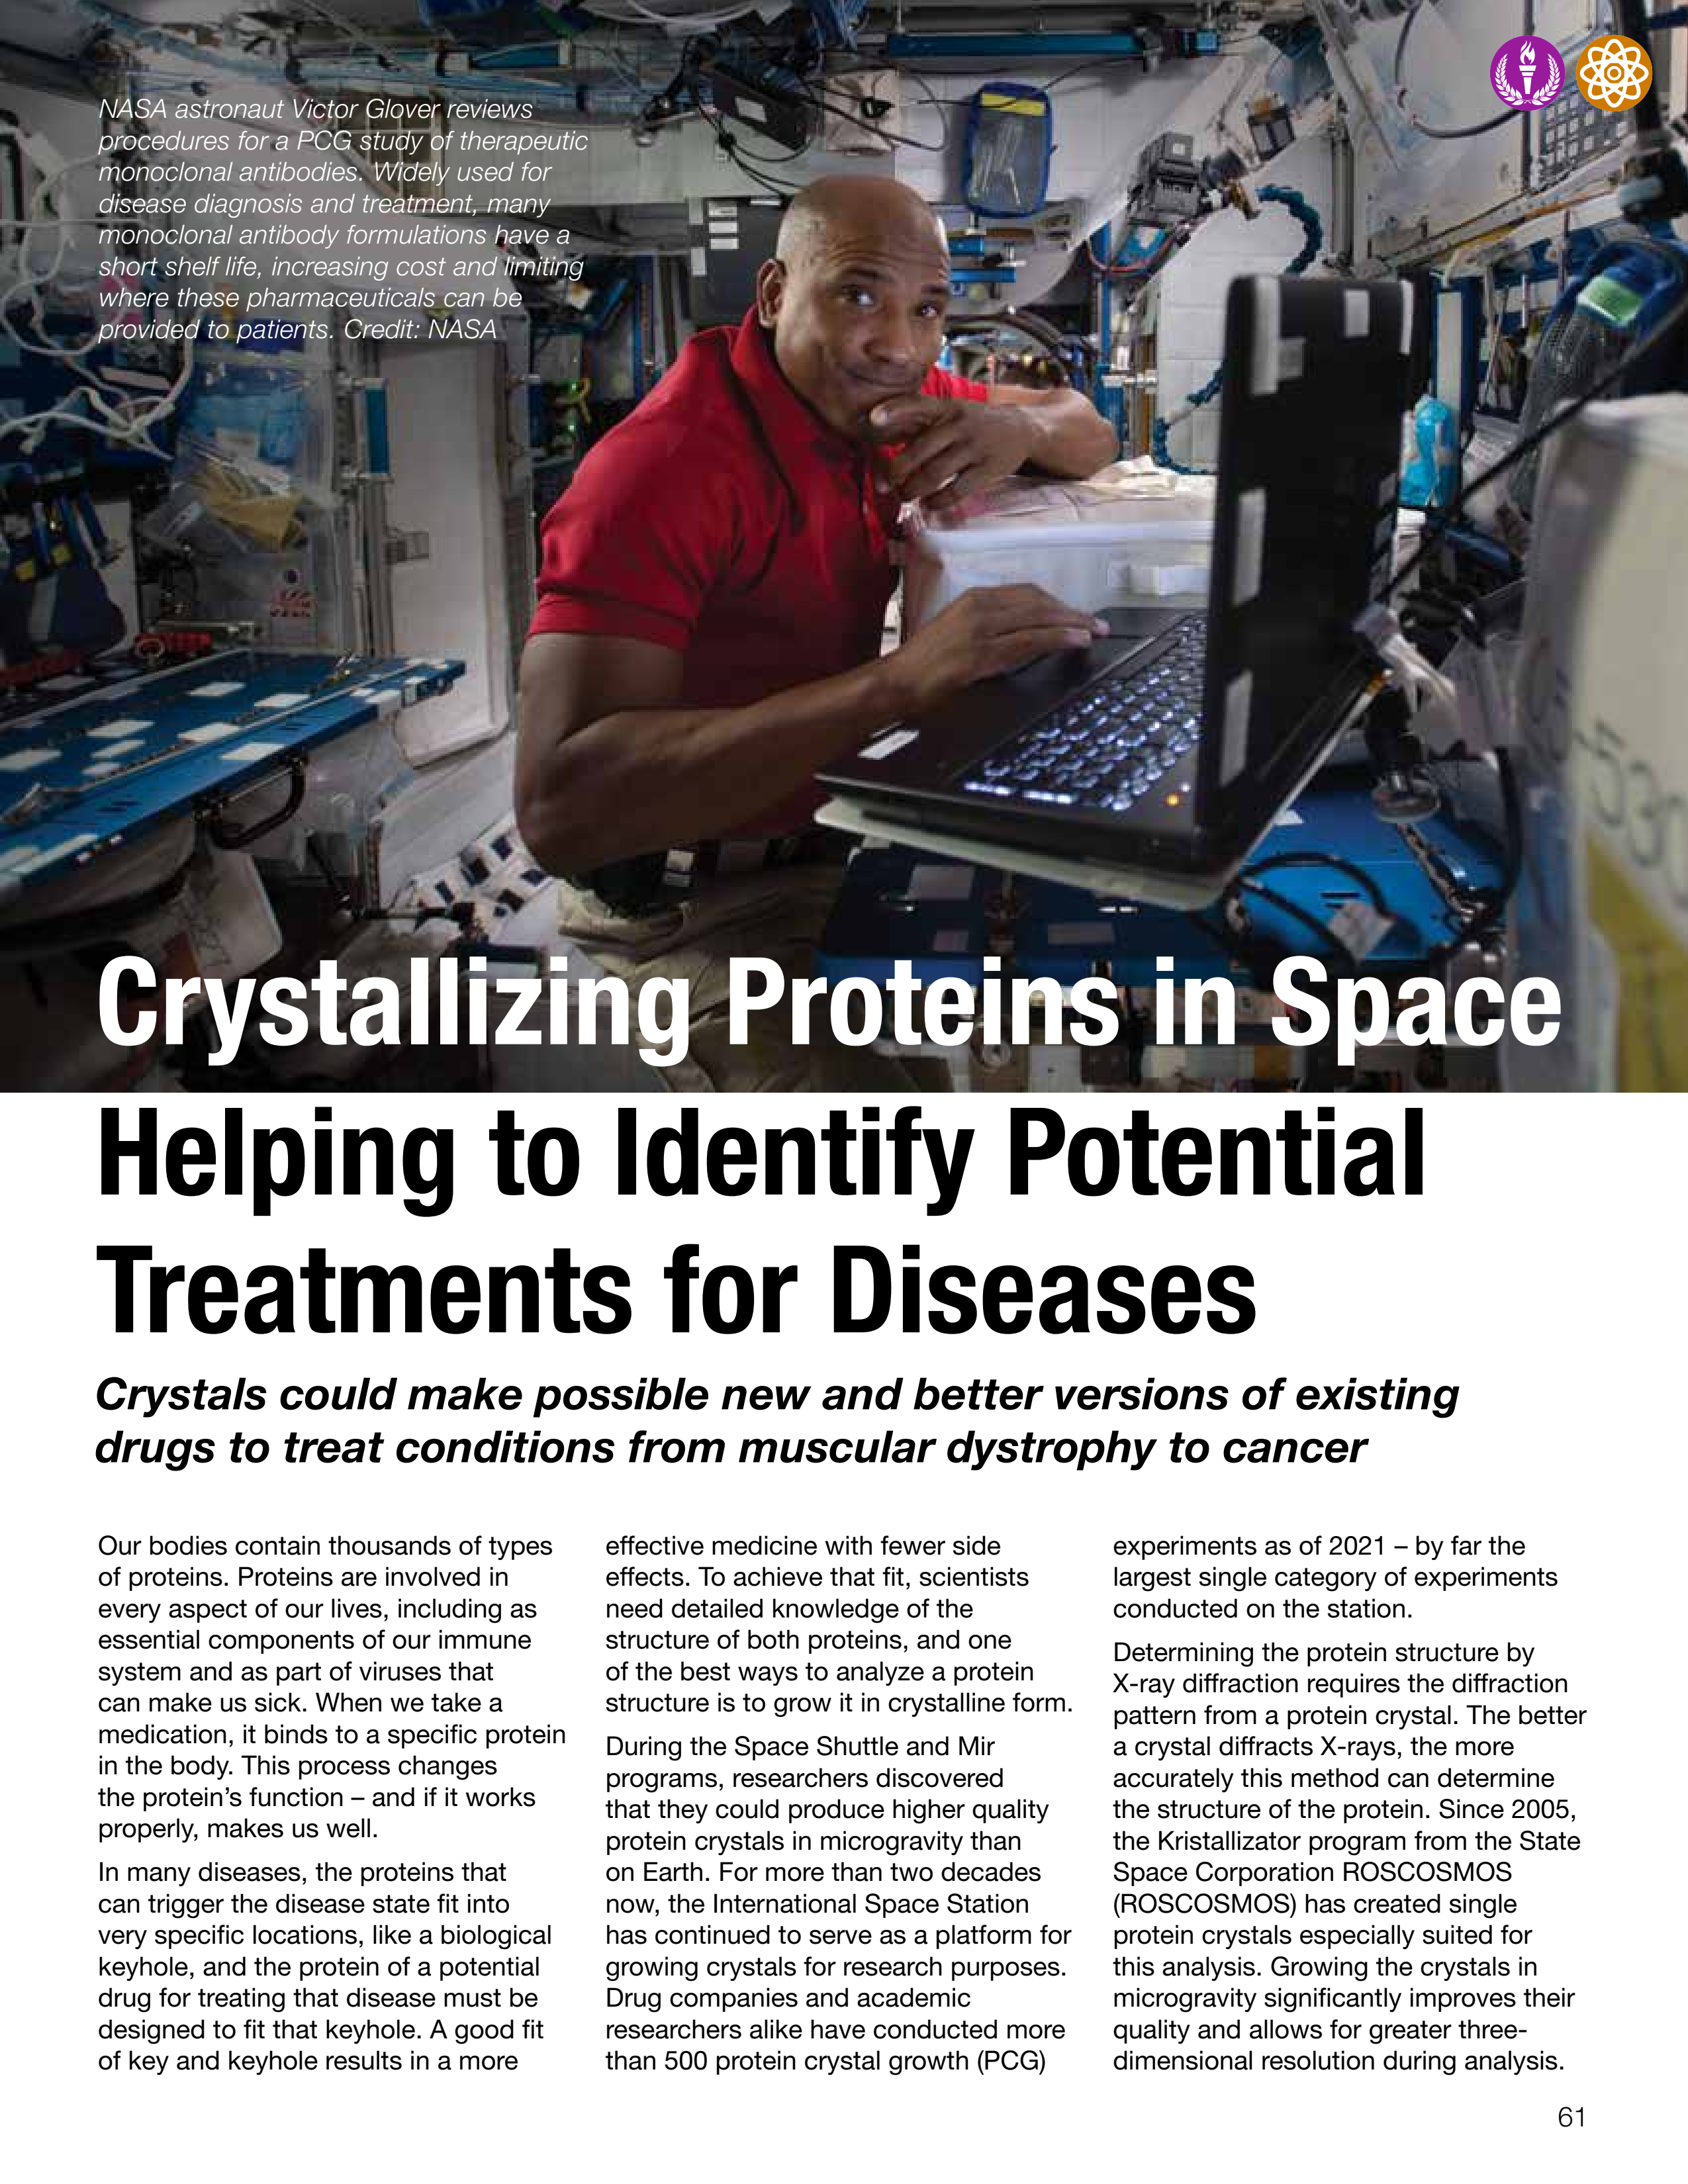 NASA astronaut Victor Glover reviews
procedures for a PCG study of therapeutic
monoclonal antibodies. Widely used for
disease diagnosis and treatment, many
monoclonal antibody formulations have a
short shelf life, increasing cost and limiting
where these pharmaceuticals can be
provided to patients. Credit: NASA
Crystallizing Proteins in Space
Helping to Identify Potential
Treatments for Diseases
Crystals could make possible new and better versions of existing
drugs to treat conditions from muscular dystrophy to cancer
Our bodies contain thousands of types
of proteins. Proteins are involved in
every aspect of our lives, including as
essential components of our immune
system and as part of viruses that
can make us sick. When we take a
medication, it binds to a specific protein
in the body. This process changes
the protein’s function – and if it works
properly, makes us well.
In many diseases, the proteins that
can trigger the disease state fit into
very specific locations, like a biological
keyhole, and the protein of a potential
drug for treating that disease must be
designed to fit that keyhole. A good fit
of key and keyhole results in a more
effective medicine with fewer side
effects. To achieve that fit, scientists
need detailed knowledge of the
structure of both proteins, and one
of the best ways to analyze a protein
structure is to grow it in crystalline form.
During the Space Shuttle and Mir
programs, researchers discovered
that they could produce higher quality
protein crystals in microgravity than
on Earth. For more than two decades
now, the International Space Station
has continued to serve as a platform for
growing crystals for research purposes.
Drug companies and academic
researchers alike have conducted more
than 500 protein crystal growth (PCG)
experiments as of 2021 – by far the
largest single category of experiments
conducted on the station.
Determining the protein structure by
X-ray diffraction requires the diffraction
pattern from a protein crystal. The better
a crystal diffracts X-rays, the more
accurately this method can determine
the structure of the protein. Since 2005,
the Kristallizator program from the State
Space Corporation ROSCOSMOS
(ROSCOSMOS) has created single
protein crystals especially suited for
this analysis. Growing the crystals in
microgravity significantly improves their
quality and allows for greater three-
dimensional resolution during analysis.
61